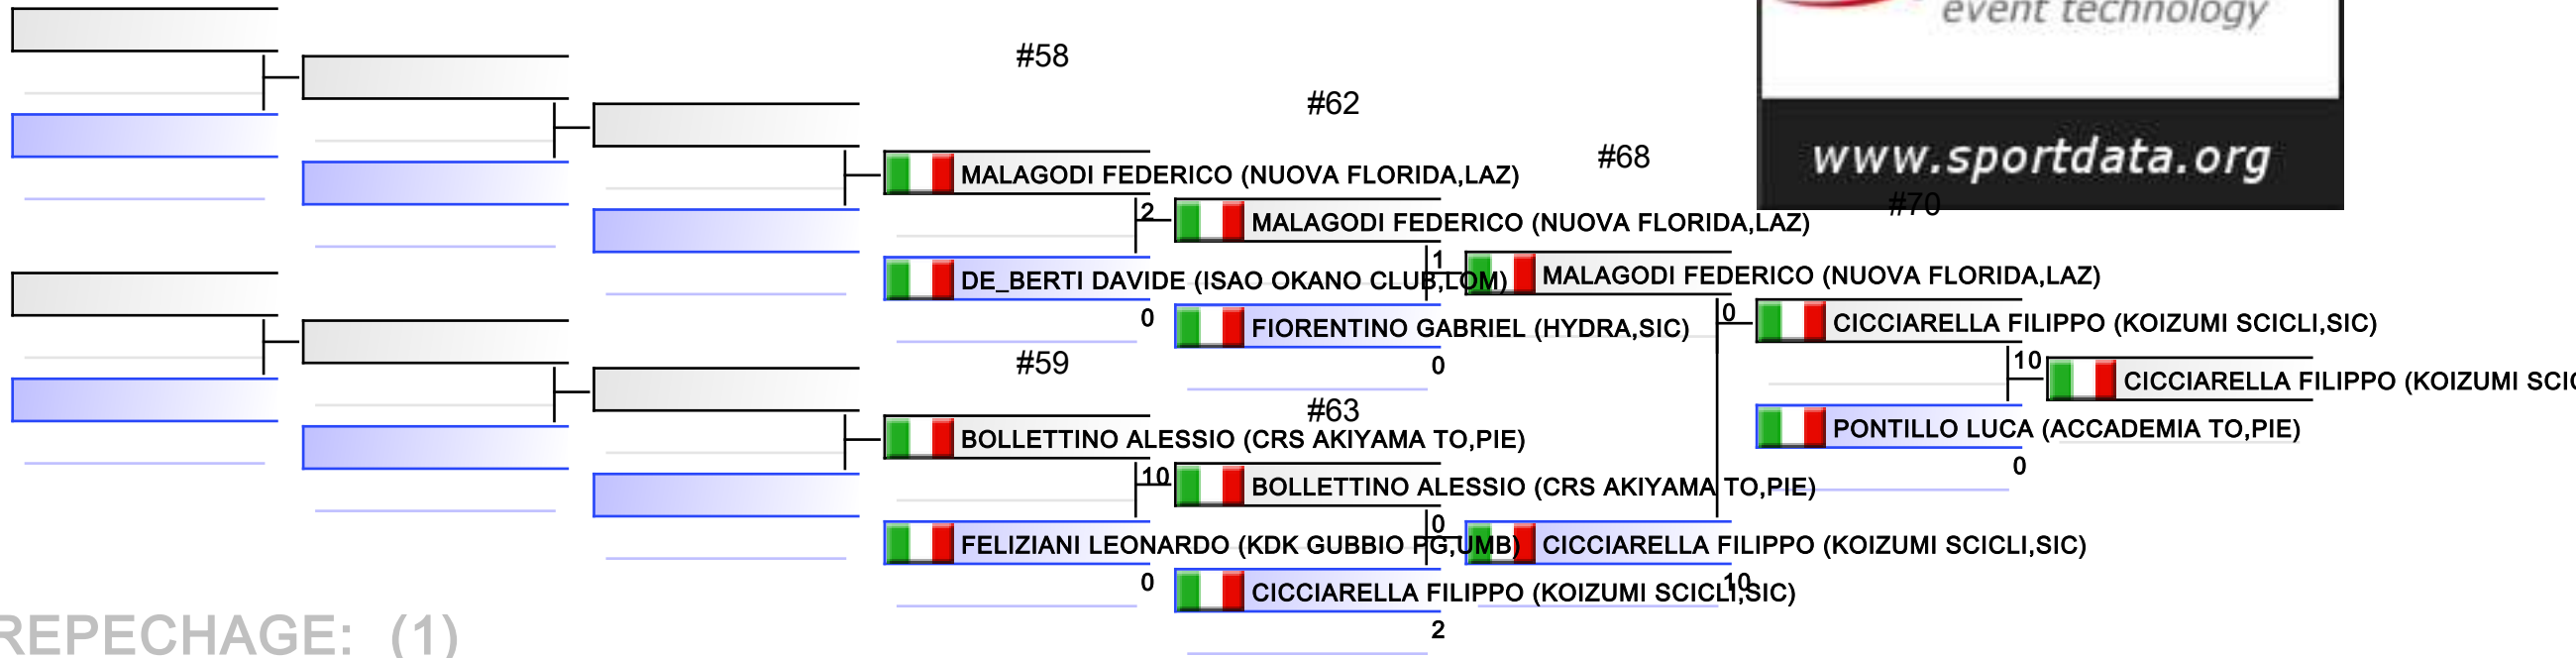 event technology
www.sportdata.org
#58
#62
#68
#70
MALAGODI FEDERICO (NUOVA FLORIDA,LAZ)
2
MALAGODI FEDERICO (NUOVA FLORIDA,LAZ)
1
MALAGODI FEDERICO (NUOVA FLORIDA,LAZ)
DE_BERTI DAVIDE (ISAO OKANO CLUB,LOM)
0
FIORENTINO GABRIEL (HYDRA,SIC)
0
0
CICCIARELLA FILIPPO (KOIZUMI SCICLI,SIC)
10
CICCIARELLA FILIPPO (KOIZUMI SCIC
PONTILLO LUCA (ACCADEMIA TO,PIE)
0
#59
#63
BOLLETTINO ALESSIO (CRS AKIYAMA TO,PIE)
10
BOLLETTINO ALESSIO (CRS AKIYAMA TO,PIE)
0
FELIZIANI LEONARDO (KDK GUBBIO PG,UMB)
0
CICCIARELLA FILIPPO (KOIZUMI SCICLI,SIC)
10
CICCIARELLA FILIPPO (KOIZUMI SCICLI,SIC)
2
REPECHAGE: (1)